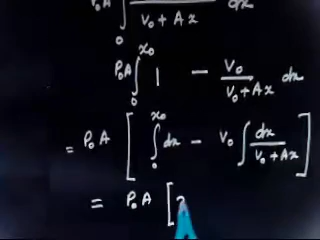 P₀A ∫₀ / V₀ + Ax dx
P₀A ∫₀^{x₀} 1 - V₀ / V₀ + Ax dx
= P₀A [ ∫₀^{x₀} dx - V₀ ∫ dx / V₀ + Ax ]
= P₀A [